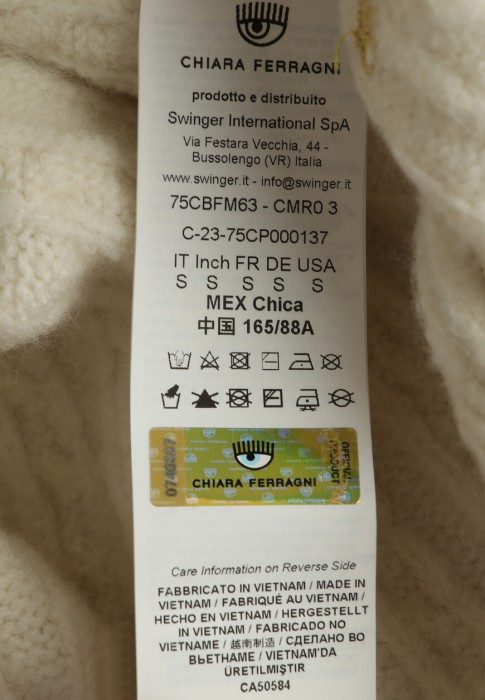 CHIARA FERRAGNI
prodotto e distribuito
Swinger International SpA
Via Festara Vecchia, 44 -
Bussolengo (VR) Italia
www.swinger.it - info@swinger.it
75CBFM63 - CMR0 3
C-23-75CP000137
IT Inch FR DE USA
S S S S S
MEX Chica
中国 165/88A
CHIARA FERRAGNI
OFFICIAL
PRODUCT
Care Information on Reverse Side
FABBRICATO IN VIETNAM / MADE IN
VIETNAM / FABRIQUÉ AU VIETNAM /
HECHO EN VIETNAM / HERGESTELLT
IN VIETNAM / FABRICADO NO
VIETNAME / 越南制造 / СДЕЛАНО ВО
ВЬЕТНАМЕ / VIETNAM'DA
ÜRETILMIŞTIR
CA50584